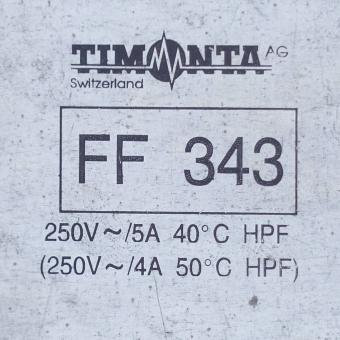 TIMONTA AG
Switzerland
FF 343
250V~/5A 40°C HPF
(250V~/4A 50°C HPF)